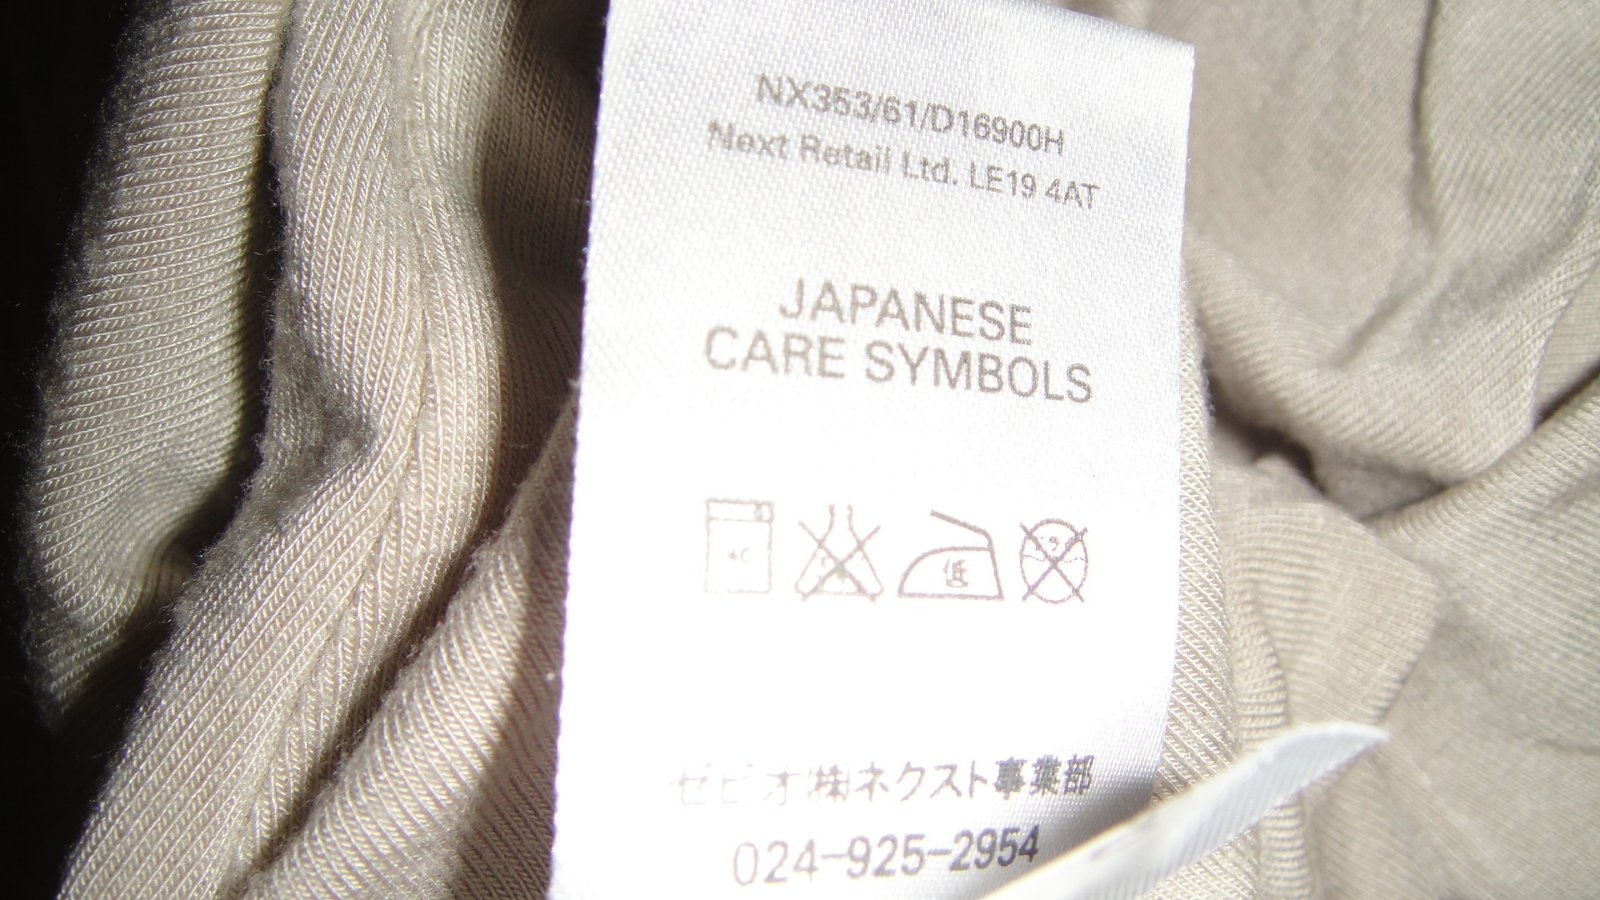 NX353/61/D16900H
Next Retail Ltd. LE19 4AT
JAPANESE
CARE SYMBOLS
低
ゼビオ(株)ネクスト事業部
024-925-2954